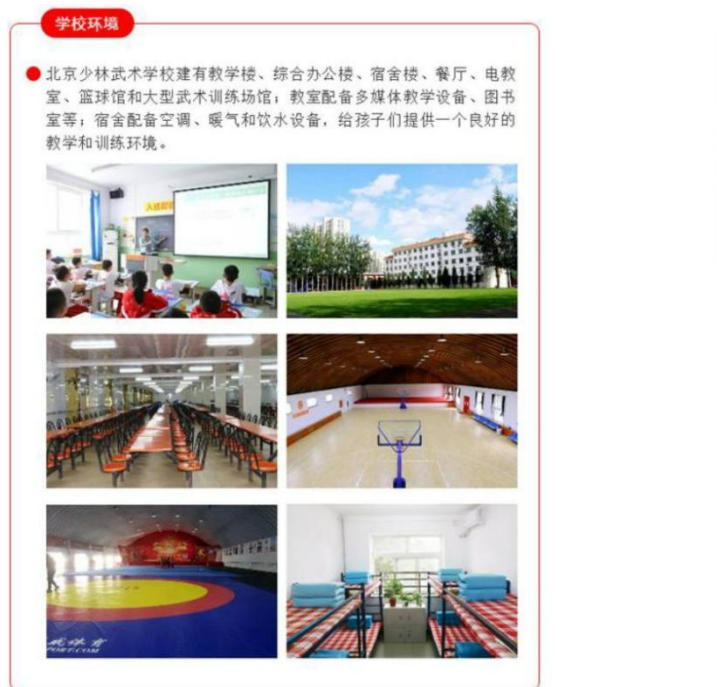 学校环境
北京少林武术学校建有教学楼、综合办公楼、宿舍楼、餐厅、电教
室、篮球馆和大型武术训练场馆；教室配备多媒体教学设备、图书
室等；宿舍配备空调、暖气和饮水设备，给孩子们提供一个良好的
教学和训练环境。